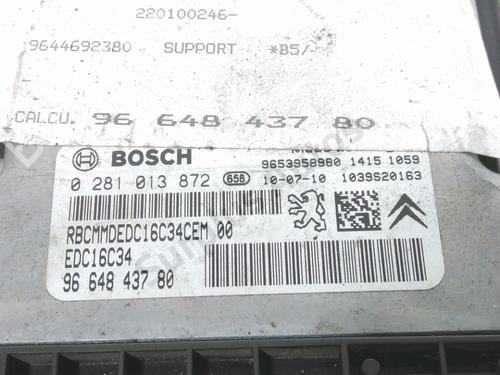 220100246-
9644692380 SUPPORT *B5/
CALCU. 96 648 437 80
BOSCH
9653958980 1415 1059
0 281 013 872 656 10-07-10 1039S20163
RBCMMDEDC16C34CEM 00
EDC16C34
96 648 437 80